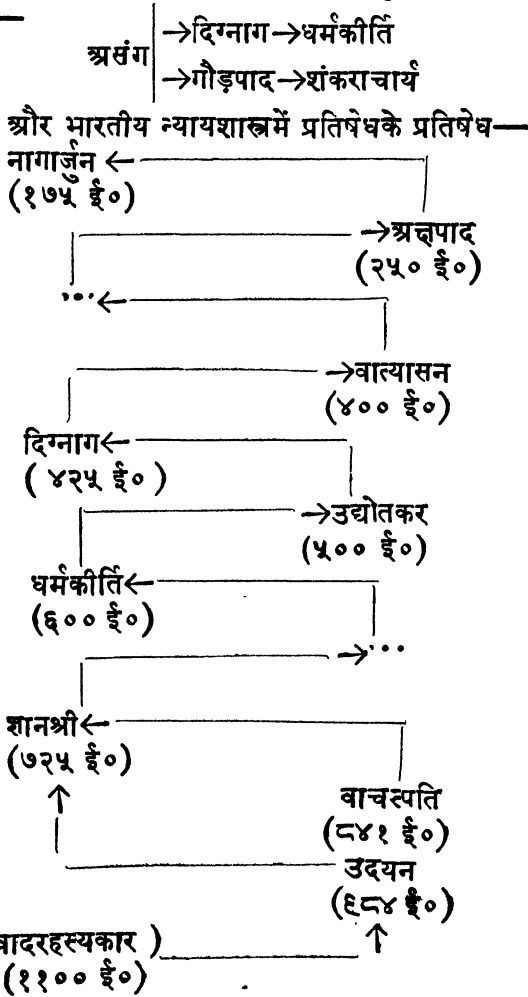 असंग →दिग्नाग→धर्मकीर्ति
→गौड़पाद→शंकराचार्य
और भारतीय न्यायशास्त्रमें प्रतिषेधके प्रतिषेध—
नागार्जुन ←
(१७५ ई०)
→अक्षपाद
(२५० ई०)
...←
→वात्यासन
(४०० ई०)
दिग्नाग←
( ४२५ ई० )
→उद्योतकर
(५०० ई०)
धर्मकीर्ति←
(६०० ई०)
→...
ज्ञानश्री←
(७२५ ई०)
वाचस्पति
(८४१ ई०)
उदयन
(९८४ ई०)
वादरहस्यकार )
(११०० ई०)